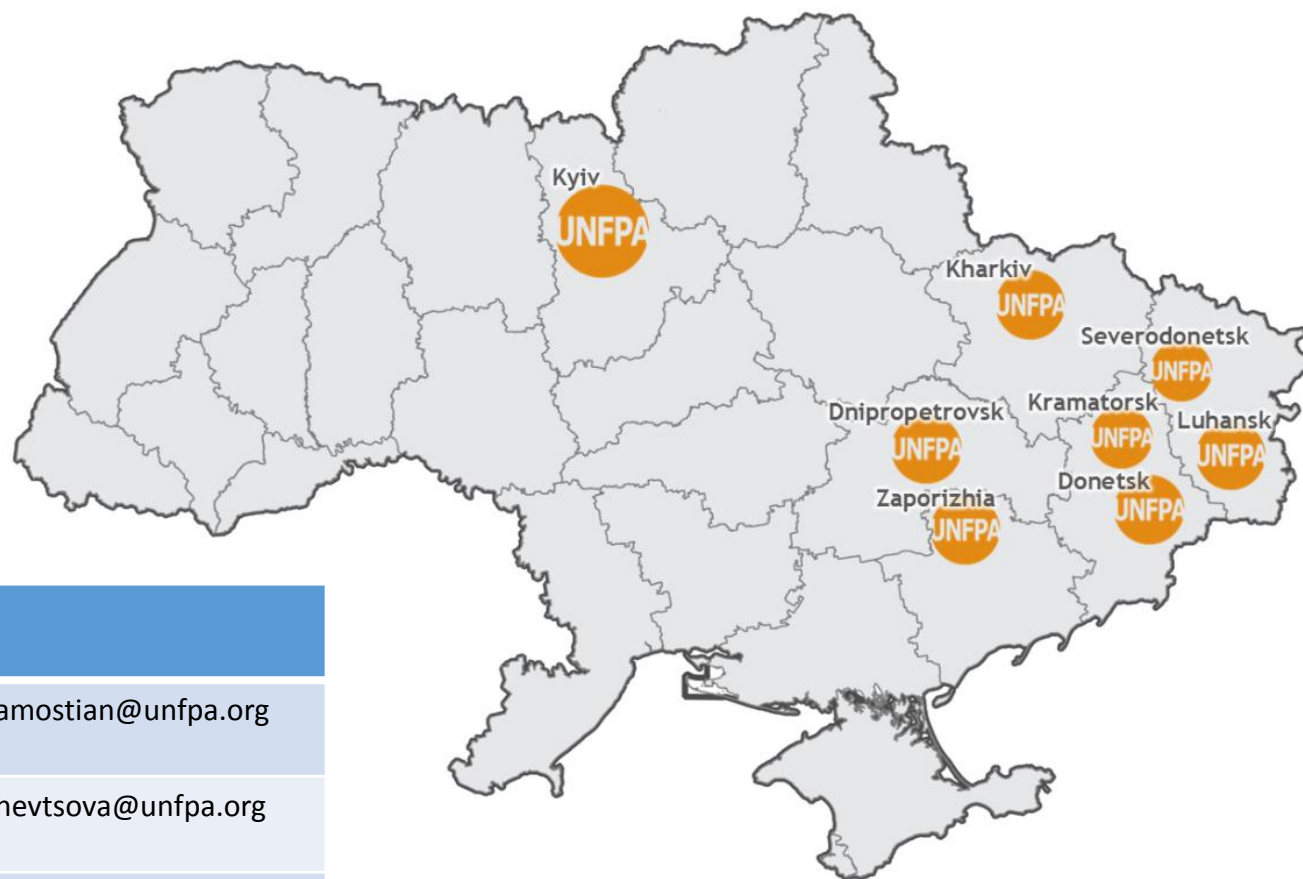 Kyiv
UNFPA
Kharkiv
UNFPA
Severodonetsk
UNFPA
Kramatorsk
UNFPA
Luhansk
UNFPA
Dnipropetrovsk
UNFPA
Donetsk
UNFPA
Zaporizhia
UNFPA
amostian@unfpa.org
hevtsova@unfpa.org